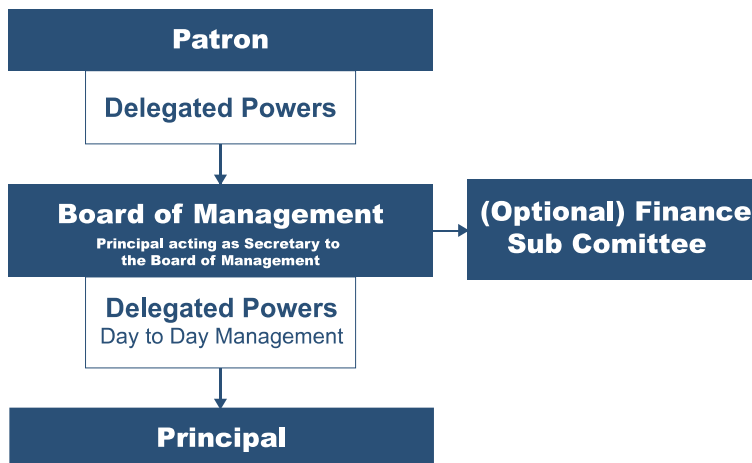 Patron
Delegated Powers
Board of Management
Principal acting as Secretary to
the Board of Management
(Optional) Finance
Sub Comittee
Delegated Powers
Day to Day Management
Principal